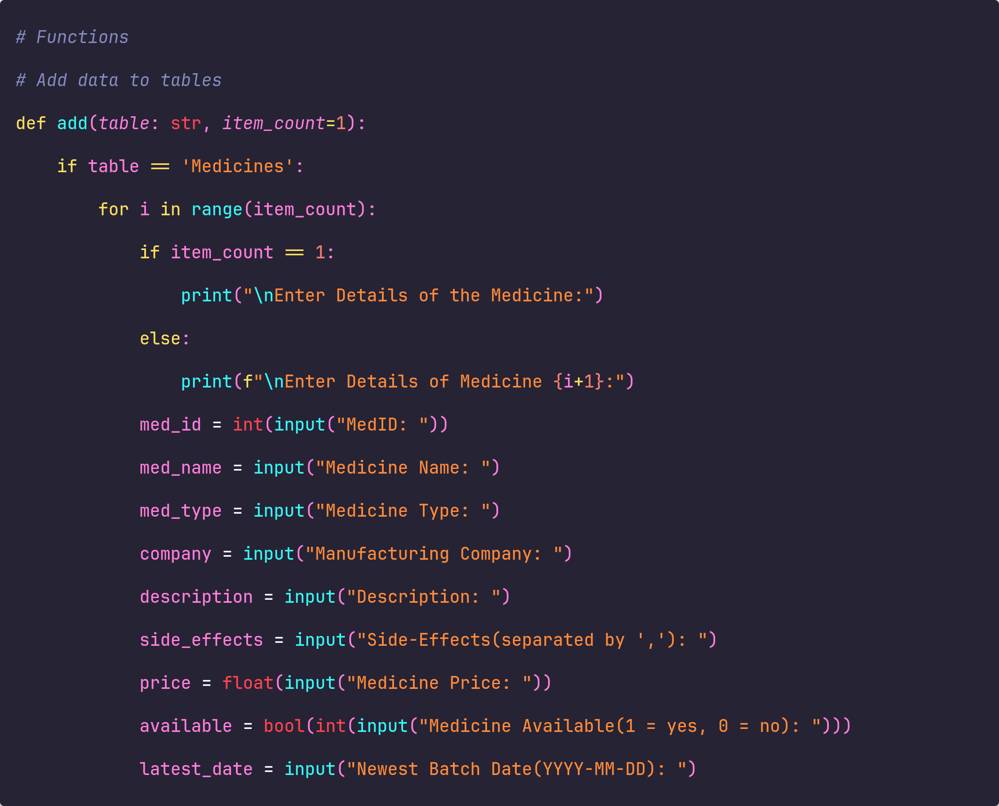 # Functions
# Add data to tables
def add(table: str, item_count=1):
    if table == 'Medicines':
        for i in range(item_count):
            if item_count == 1:
                print("\nEnter Details of the Medicine:")
            else:
                print(f"\nEnter Details of Medicine {i+1}:")
            med_id = int(input("MedID: "))
            med_name = input("Medicine Name: ")
            med_type = input("Medicine Type: ")
            company = input("Manufacturing Company: ")
            description = input("Description: ")
            side_effects = input("Side-Effects(separated by ','): ")
            price = float(input("Medicine Price: "))
            available = bool(int(input("Medicine Available(1 = yes, 0 = no): ")))
            latest_date = input("Newest Batch Date(YYYY-MM-DD): ")